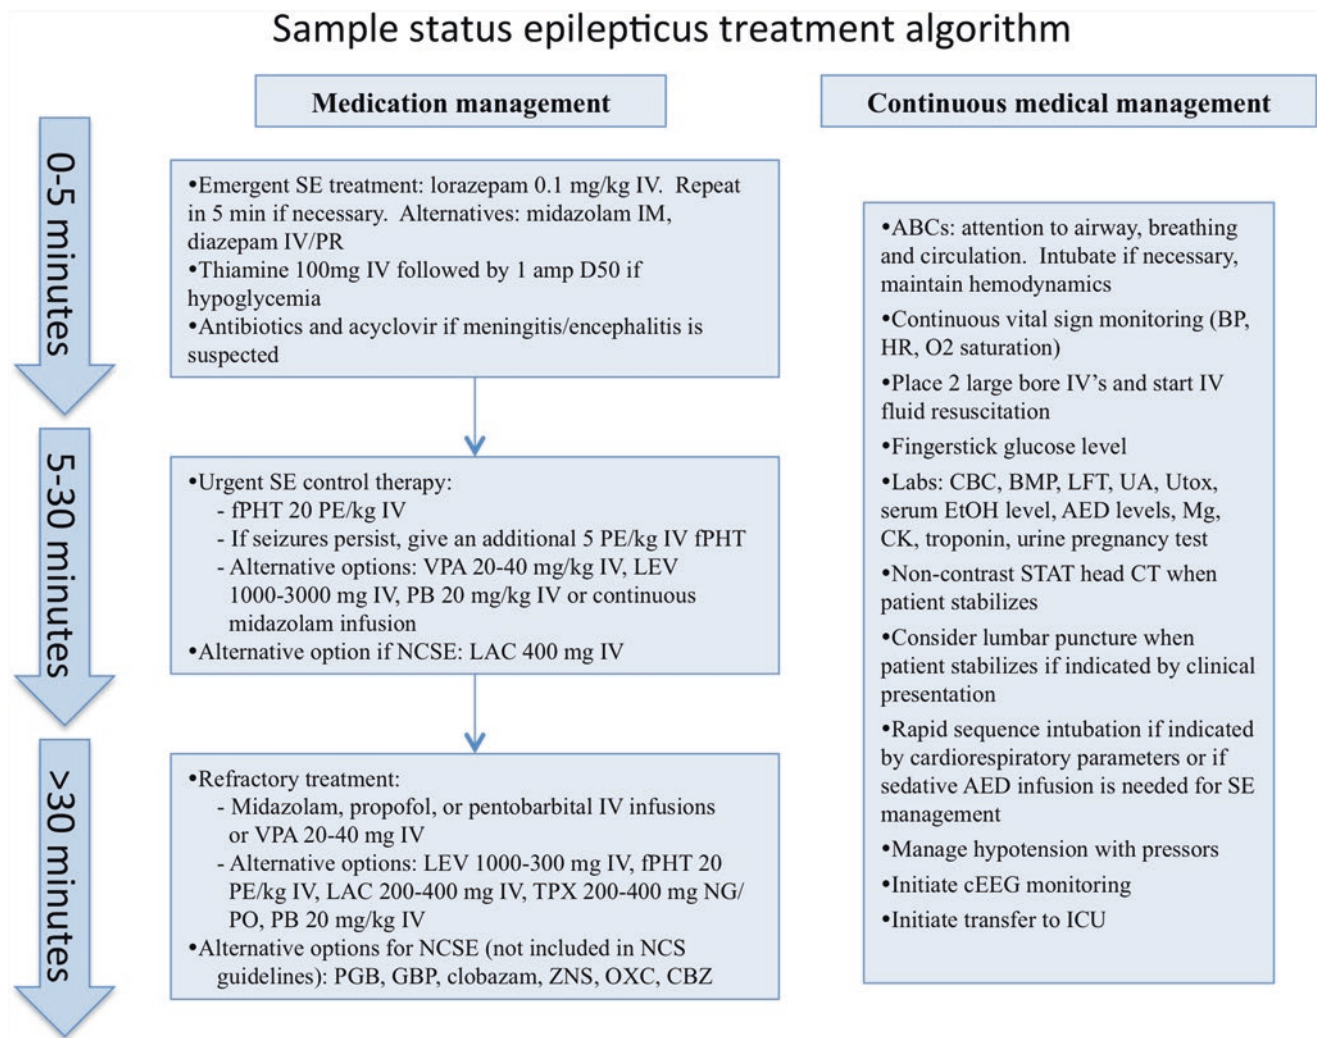 Sample status epilepticus treatment algorithm
Medication management
Continuous medical management
0-5 minutes
•Emergent SE treatment: lorazepam 0.1 mg/kg IV.  Repeat
in 5 min if necessary.  Alternatives: midazolam IM,
diazepam IV/PR
•Thiamine 100mg IV followed by 1 amp D50 if
hypoglycemia
•Antibiotics and acyclovir if meningitis/encephalitis is
suspected
5-30 minutes
•Urgent SE control therapy:
- fPHT 20 PE/kg IV
- If seizures persist, give an additional 5 PE/kg IV fPHT
- Alternative options: VPA 20-40 mg/kg IV, LEV
1000-3000 mg IV, PB 20 mg/kg IV or continuous
midazolam infusion
•Alternative option if NCSE: LAC 400 mg IV
>30 minutes
•Refractory treatment:
- Midazolam, propofol, or pentobarbital IV infusions
or VPA 20-40 mg IV
- Alternative options: LEV 1000-300 mg IV, fPHT 20
PE/kg IV, LAC 200-400 mg IV, TPX 200-400 mg NG/
PO, PB 20 mg/kg IV
•Alternative options for NCSE (not included in NCS
guidelines): PGB, GBP, clobazam, ZNS, OXC, CBZ
•ABCs: attention to airway, breathing
and circulation.  Intubate if necessary,
maintain hemodynamics
•Continuous vital sign monitoring (BP,
HR, O2 saturation)
•Place 2 large bore IV’s and start IV
fluid resuscitation
•Fingerstick glucose level
•Labs: CBC, BMP, LFT, UA, Utox,
serum EtOH level, AED levels, Mg,
CK, troponin, urine pregnancy test
•Non-contrast STAT head CT when
patient stabilizes
•Consider lumbar puncture when
patient stabilizes if indicated by clinical
presentation
•Rapid sequence intubation if indicated
by cardiorespiratory parameters or if
sedative AED infusion is needed for SE
management
•Manage hypotension with pressors
•Initiate cEEG monitoring
•Initiate transfer to ICU